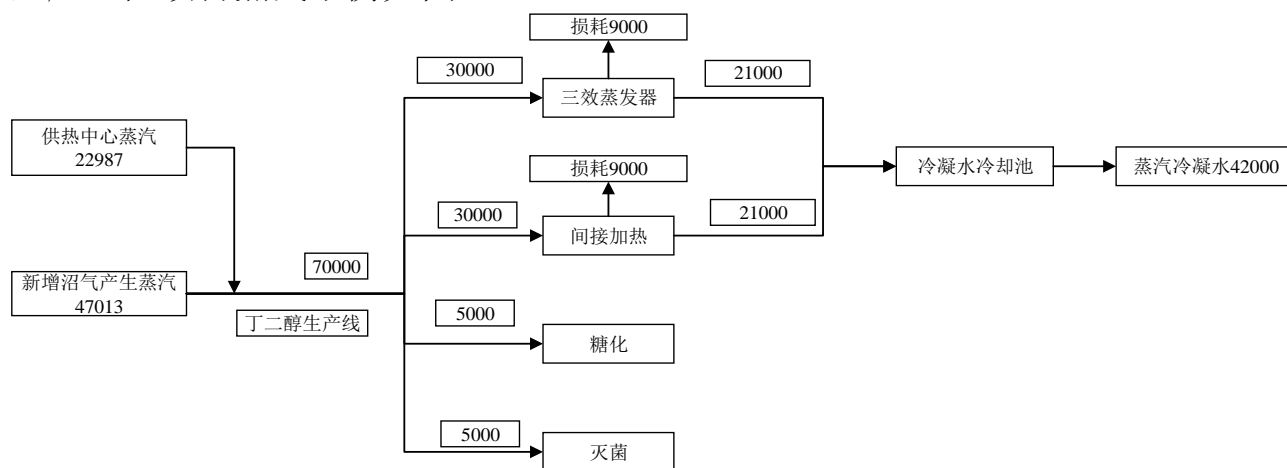 损耗9000
30000
21000
三效蒸发器
供热中心蒸汽
22987
损耗9000
冷凝水冷却池
蒸汽冷凝水42000
30000
21000
间接加热
70000
新增沼气产生蒸汽
47013
丁二醇生产线
5000
糖化
5000
灭菌